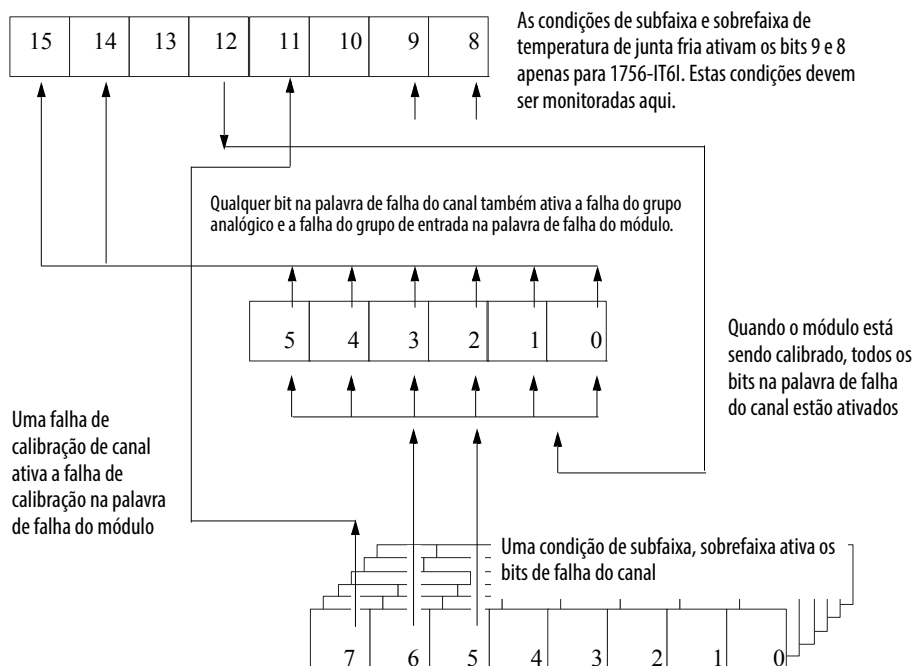 15 14 13 12 11 10 9 8
As condições de subfaixa e sobrefaixa de
temperatura de junta fria ativam os bits 9 e 8
apenas para 1756-IT6I. Estas condições devem
ser monitoradas aqui.
Qualquer bit na palavra de falha do canal também ativa a falha do grupo
analógico e a falha do grupo de entrada na palavra de falha do módulo.
5 4 3 2 1 0
Quando o módulo está
sendo calibrado, todos os
bits na palavra de falha
do canal estão ativados
Uma falha de
calibração de canal
ativa a falha de
calibração na palavra
de falha do módulo
Uma condição de subfaixa, sobrefaixa ativa os
bits de falha do canal
7 6 5 4 3 2 1 0